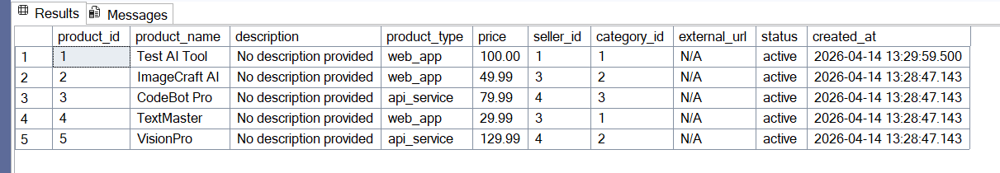 Results Messages
product_id product_name description product_type price seller_id category_id external_url status created_at
1 1 Test AI Tool No description provided web_app 100.00 1 1 N/A active 2026-04-14 13:29:59.500
2 2 ImageCraft AI No description provided web_app 49.99 3 2 N/A active 2026-04-14 13:28:47.143
3 3 CodeBot Pro No description provided api_service 79.99 4 3 N/A active 2026-04-14 13:28:47.143
4 4 TextMaster No description provided web_app 29.99 3 1 N/A active 2026-04-14 13:28:47.143
5 5 VisionPro No description provided api_service 129.99 4 2 N/A active 2026-04-14 13:28:47.143